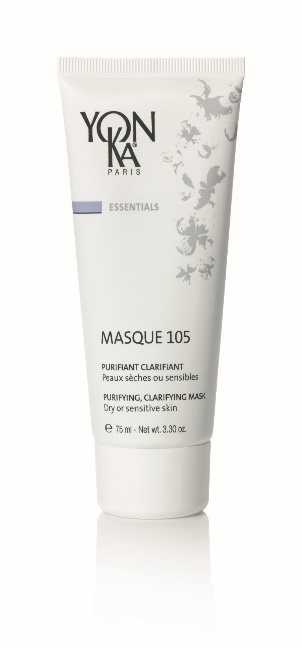 YON
KA
PARIS
ESSENTIALS
MASQUE 105
PURIFIANT CLARIFIANT
Peaux sèches ou sensibles
PURIFYING, CLARIFYING MASK
Dry or sensitive skin
e 75 ml - Net wt. 3.30 oz.